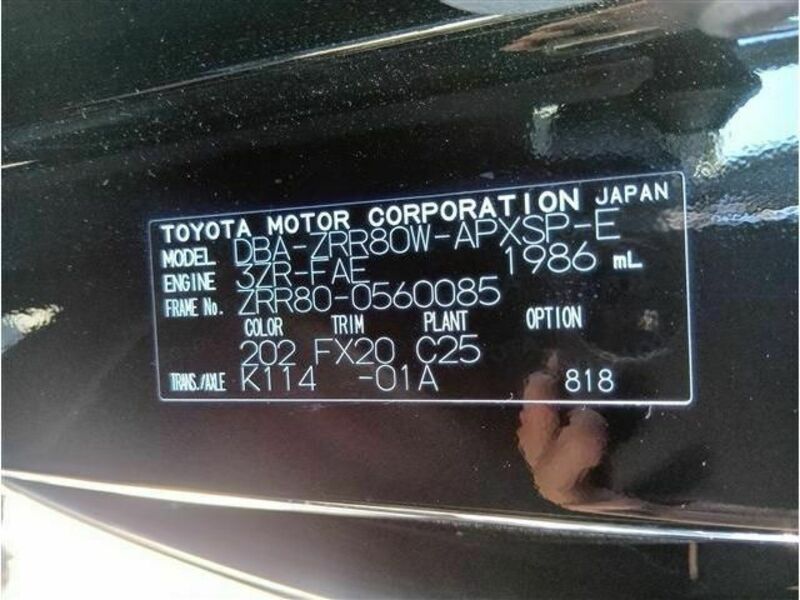 TOYOTA MOTOR CORPORATION JAPAN
MODEL DBA-ZRR80W-APXSP-E
ENGINE 3ZR-FAE 1986 mL
FRAME No. ZRR80-0560085
COLOR TRIM PLANT OPTION
202 FX20 C25
TRANS./AXLE K114 -01A 818